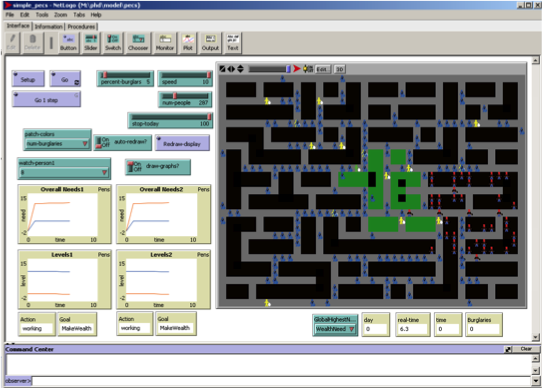 simple_pecs - NetLogo {M:\phd\model\pecs}
File Edit Tools Zoom Tabs Help
Interface Information Procedures
Edit Delete Button Slider Switch Chooser Monitor Plot Output Text
Setup Go percent-burglars 5 speed 10
Go 1 step num-people 287
stop-today 100
patch-colors
num-burglaries
On
Off
auto-redraw?
Redraw-display
watch-person1
On
Off
draw-graphs?
Overall Needs1 Pens
15
need
-2
0 time 10
Overall Needs2 Pens
15
need
-2
0 time 10
Levels1 Pens
15
level
-2
0 time 10
Levels2 Pens
15
level
-2
0 time 10
Action
working
Goal
MakeWealth
Action
working
Goal
MakeWealth
3D
GlobalHighestN...
WealthNeed
day
0
real-time
6.3
time
0
Burglaries
0
Command Center Clear
observer>